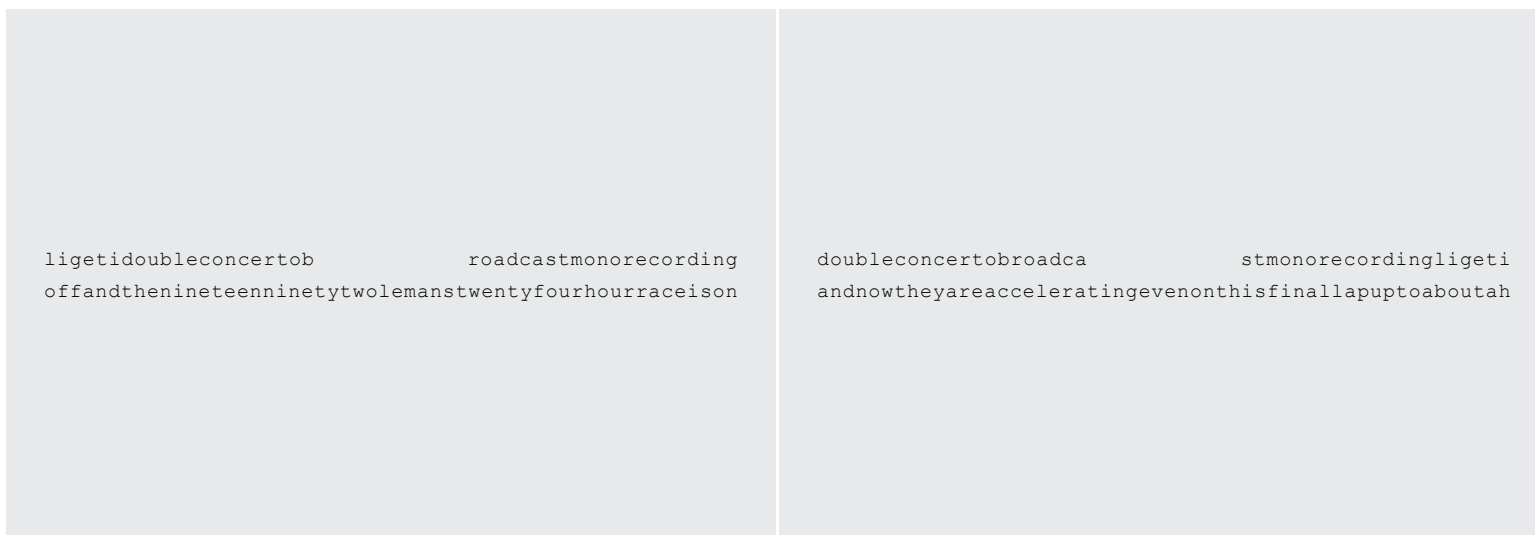 ligetidoubleconcertob roadcastmonorecording
offandthenineteenninetytwolemanstwentyfourhourraceison
doubleconcertobroadca stmonorecordingligeti
andnowtheyareacceleratingevenonthisfinallapuptoaboutah